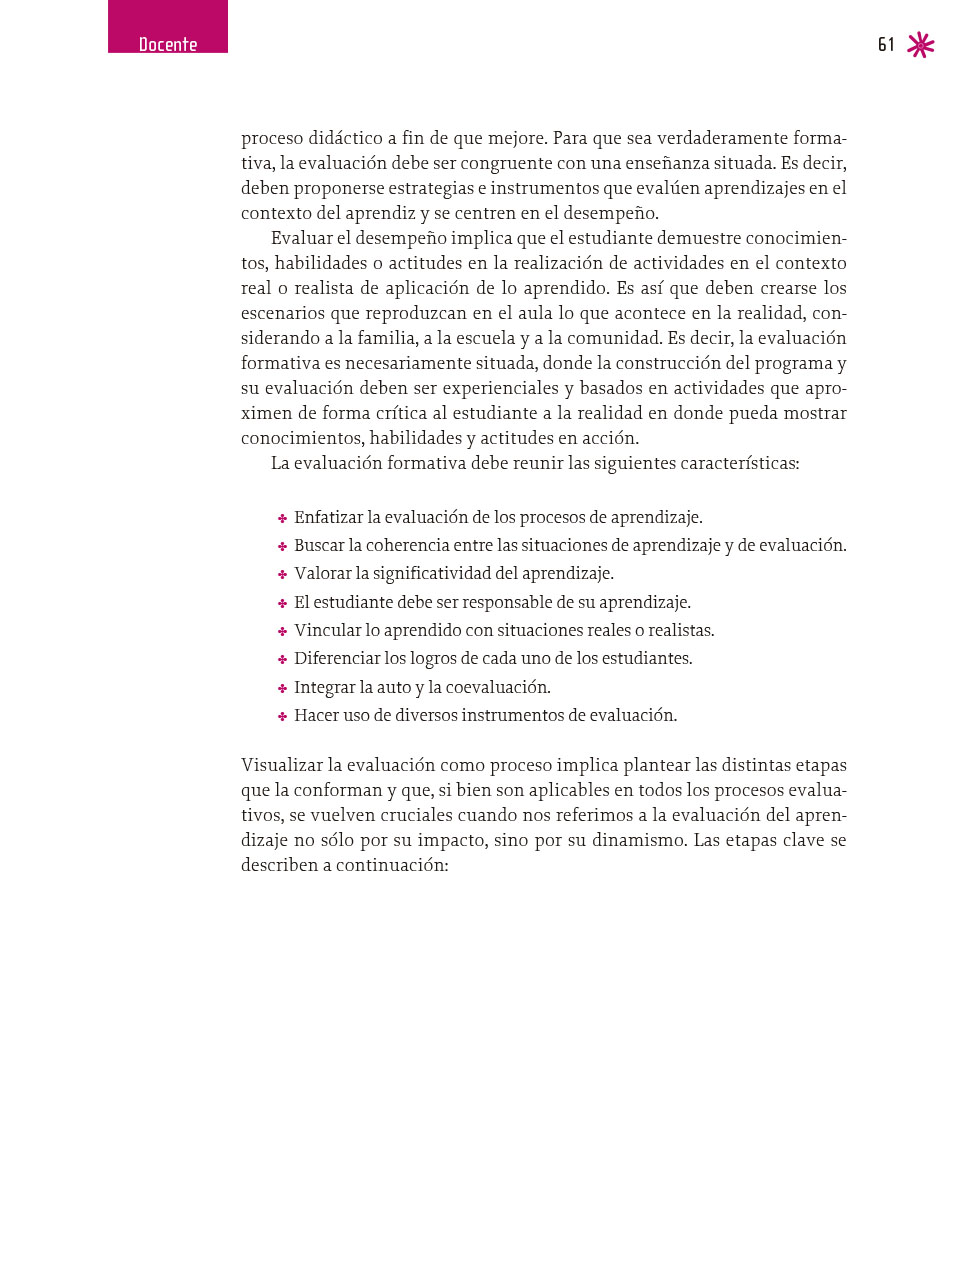 Docente
61
proceso didáctico a fin de que mejore. Para que sea verdaderamente forma-
tiva, la evaluación debe ser congruente con una enseñanza situada. Es decir,
deben proponerse estrategias e instrumentos que evalúen aprendizajes en el
contexto del aprendiz y se centren en el desempeño.
Evaluar el desempeño implica que el estudiante demuestre conocimien-
tos, habilidades o actitudes en la realización de actividades en el contexto
real o realista de aplicación de lo aprendido. Es así que deben crearse los
escenarios que reproduzcan en el aula lo que acontece en la realidad, con-
siderando a la familia, a la escuela y a la comunidad. Es decir, la evaluación
formativa es necesariamente situada, donde la construcción del programa y
su evaluación deben ser experienciales y basados en actividades que apro-
ximen de forma crítica al estudiante a la realidad en donde pueda mostrar
conocimientos, habilidades y actitudes en acción.
La evaluación formativa debe reunir las siguientes características:
✤ Enfatizar la evaluación de los procesos de aprendizaje.
✤ Buscar la coherencia entre las situaciones de aprendizaje y de evaluación.
✤ Valorar la significatividad del aprendizaje.
✤ El estudiante debe ser responsable de su aprendizaje.
✤ Vincular lo aprendido con situaciones reales o realistas.
✤ Diferenciar los logros de cada uno de los estudiantes.
✤ Integrar la auto y la coevaluación.
✤ Hacer uso de diversos instrumentos de evaluación.
Visualizar la evaluación como proceso implica plantear las distintas etapas
que la conforman y que, si bien son aplicables en todos los procesos evalua-
tivos, se vuelven cruciales cuando nos referimos a la evaluación del apren-
dizaje no sólo por su impacto, sino por su dinamismo. Las etapas clave se
describen a continuación: